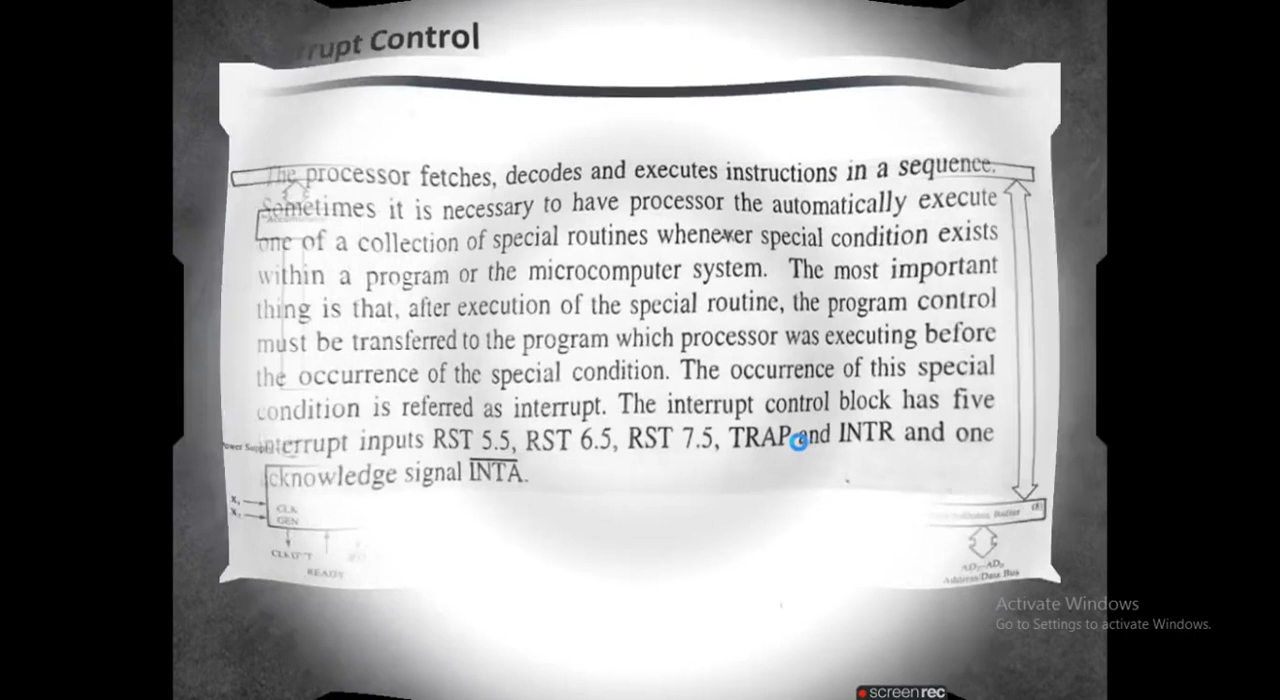 rrupt Control
The processor fetches, decodes and executes instructions in a sequence.
Sometimes it is necessary to have processor the automatically execute
one of a collection of special routines whenever special condition exists
within a program or the microcomputer system. The most important
thing is that, after execution of the special routine, the program control
must be transferred to the program which processor was executing before
the occurrence of the special condition. The occurrence of this special
condition is referred as interrupt. The interrupt control block has five
interrupt inputs RST 5.5, RST 6.5, RST 7.5, TRAP and INTR and one
cknowledge signal INTA.
CLK
GEN
READY
Address/Data Bus
Activate Windows
Go to Settings to activate Windows.
screenrec